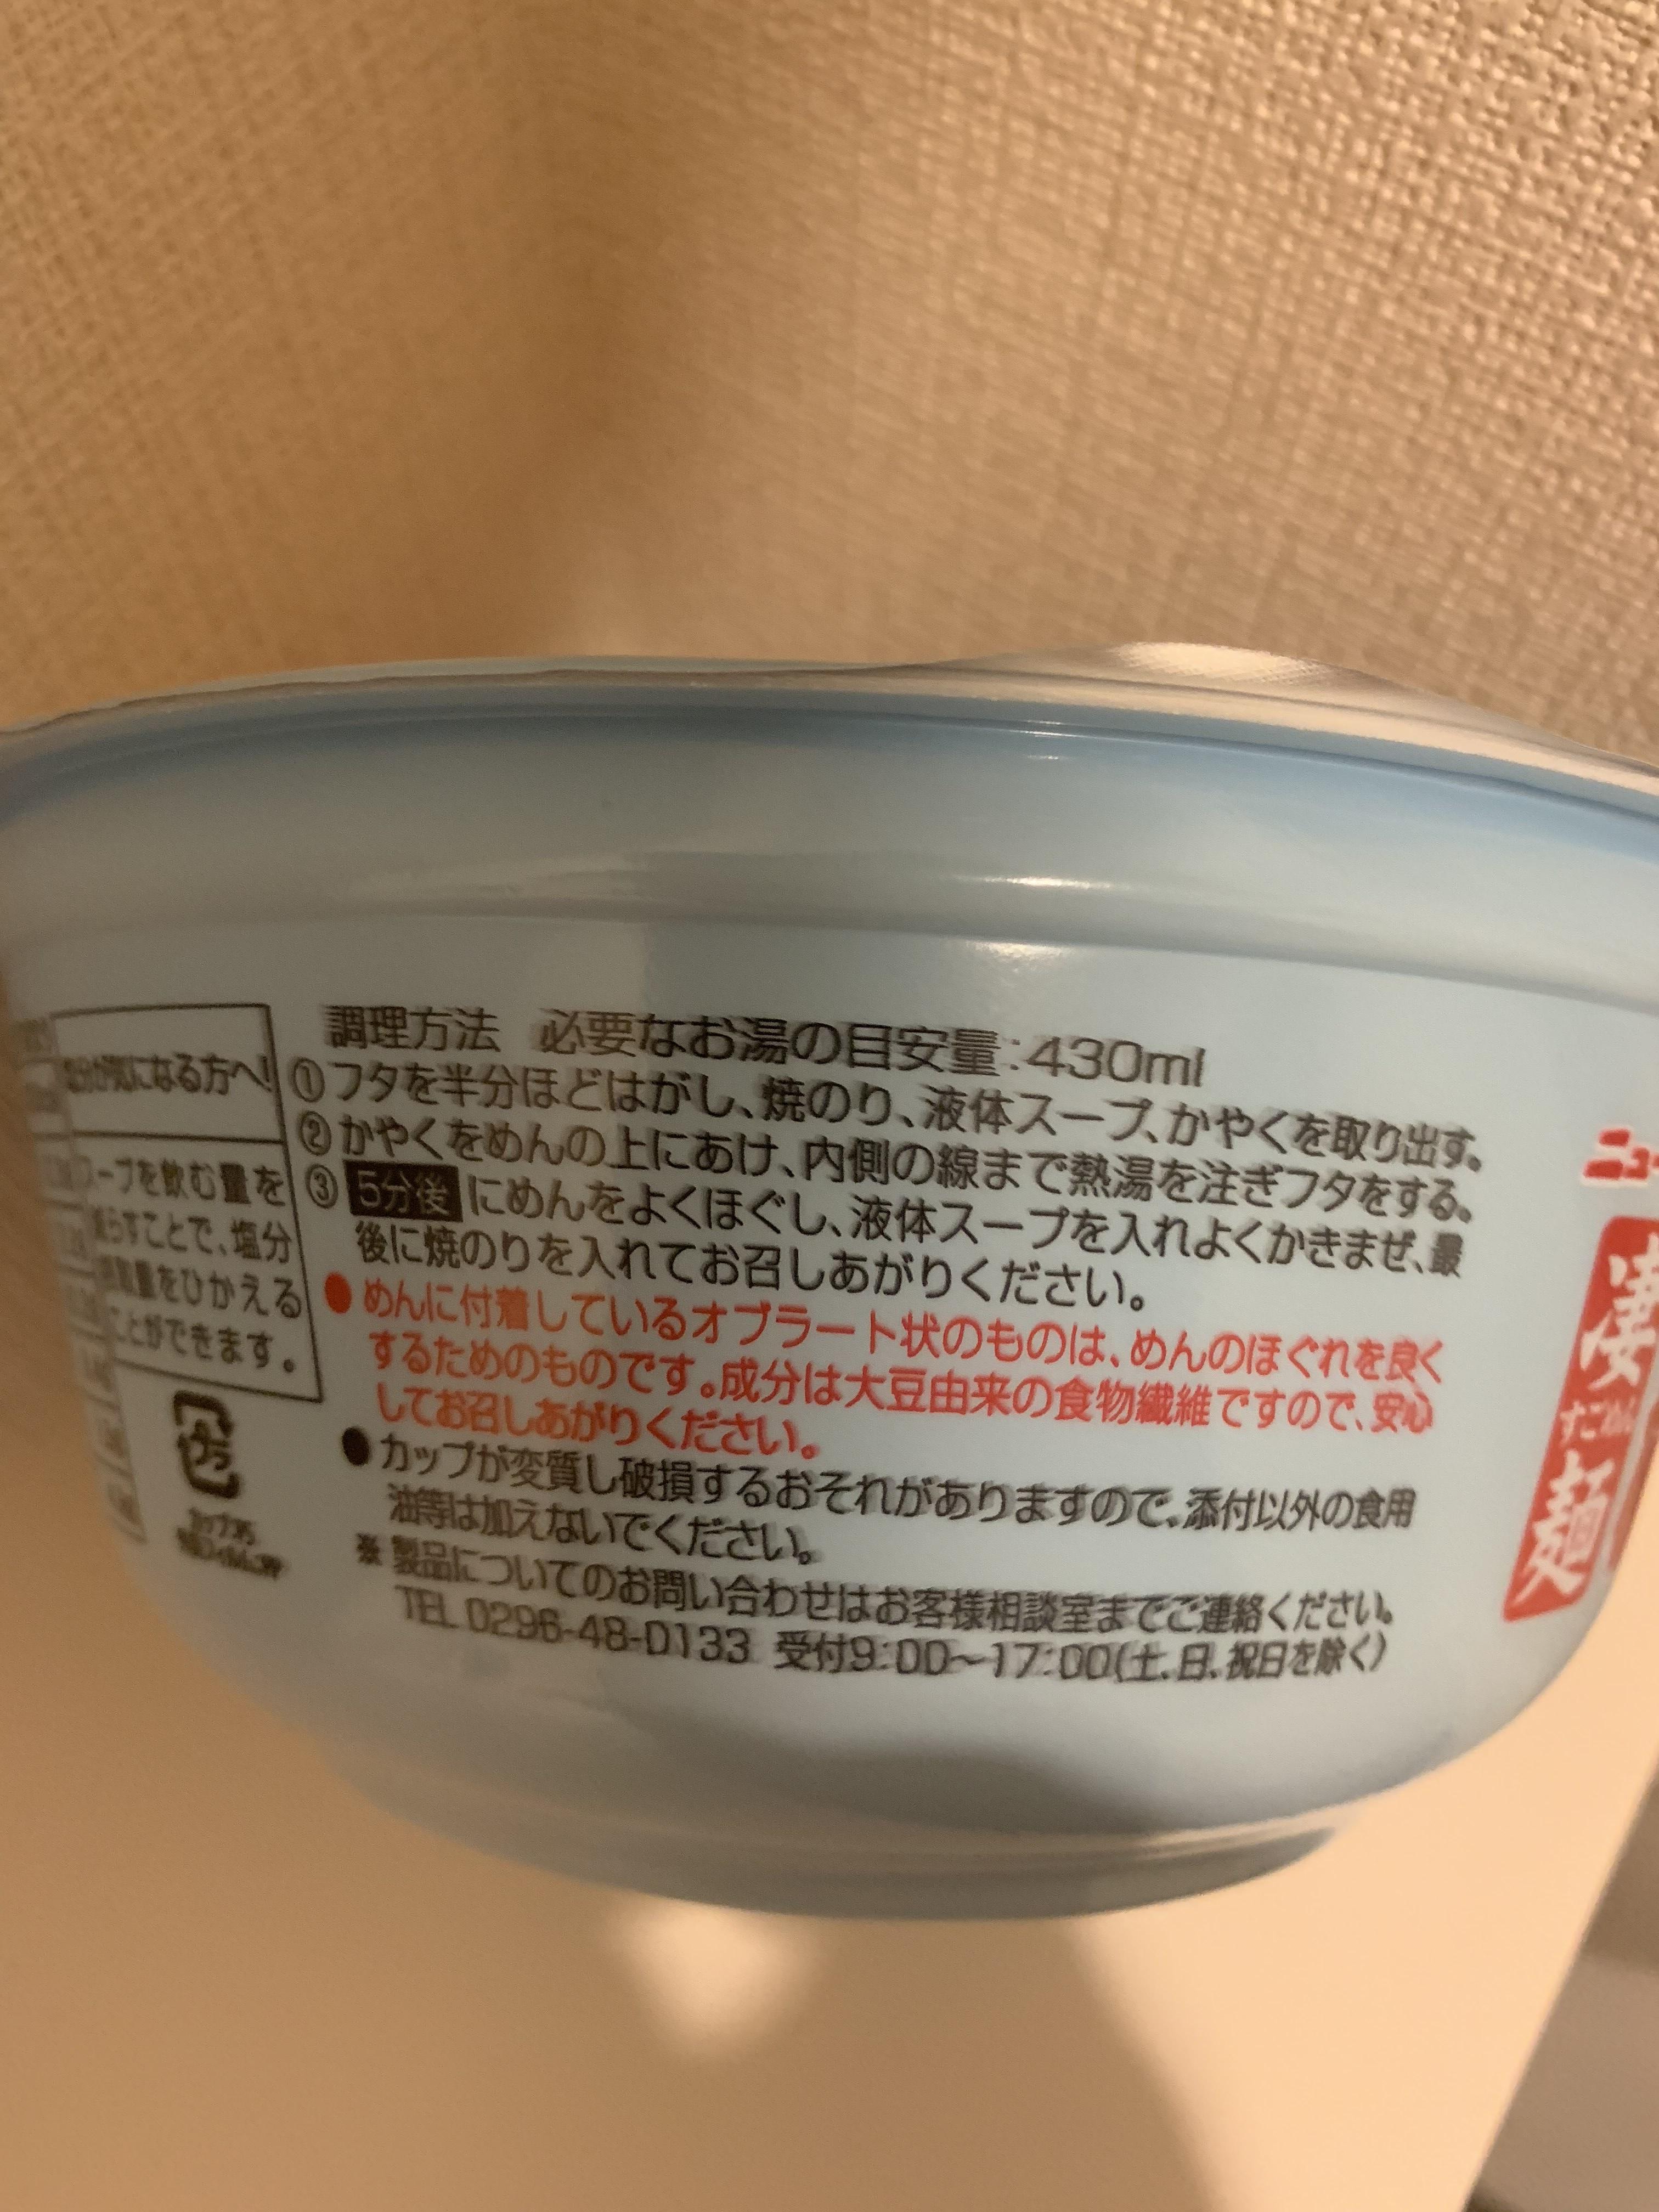 調理方法 必要なお湯の目安量:430ml
①フタを半分ほどはがし、焼のり、液体スープ、かやくを取り出す。
②かやくをめんの上にあけ、内側の線まで熱湯を注ぎフタをする。
③5分後にめんをよくほぐし、液体スープを入れよくかきまぜ、最
後に焼のりを入れてお召しあがりください。
●めんに付着しているオブラート状のものは、めんのほぐれを良く
するためのものです。成分は大豆由来の食物繊維ですので、安心
してお召しあがりください。
●カップが変質し破損するおそれがありますので、添付以外の食用
油等は加えないでください。
※製品についてのお問い合わせはお客様相談室までご連絡ください。
TEL 0296-48-0133 受付9:00〜17:00(土、日、祝日を除く)
になる方へ!
スープを飲む量を
減らすことで、塩分
量をひかえる
ことができます。
プラ
ニュ
凄
すごめん
麺